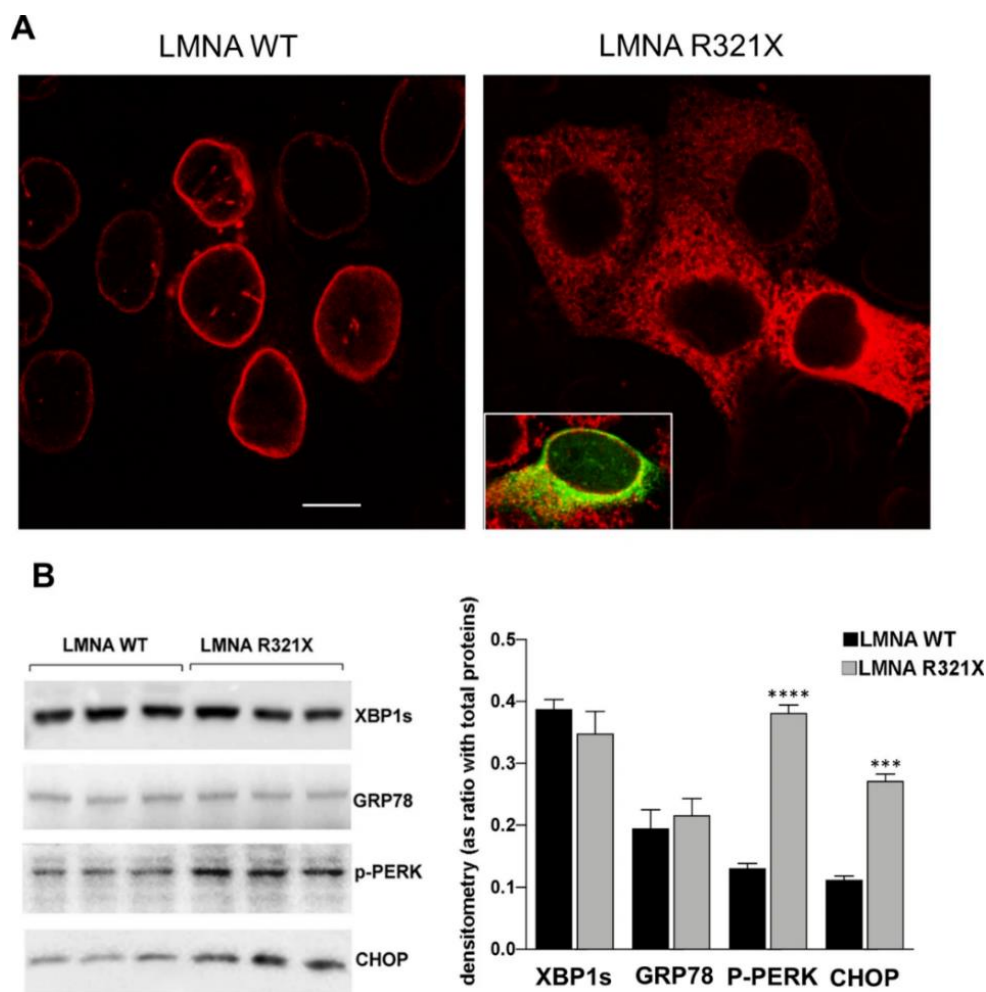 A
LMNA WT
LMNA R321X
B
LMNA WT
LMNA R321X
XBP1s
GRP78
p-PERK
CHOP
densitometry (as ratio with total proteins)
0.5
0.4
0.3
0.2
0.1
0.0
LMNA WT
LMNA R321X
****
***
XBP1s
GRP78
P-PERK
CHOP